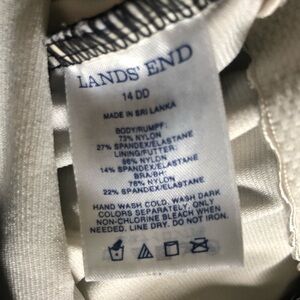 LANDS' END
14 DD
MADE IN SRI LANKA
BODY/RUMPF:
73% NYLON
27% SPANDEX/ELASTANE
LINING/FUTTER:
86% NYLON
14% SPANDEX/ELASTANE
BRA/BH:
78% NYLON
22% SPANDEX/ELASTANE
HAND WASH COLD, WASH DARK
COLORS SEPARATELY, ONLY
NON-CHLORINE BLEACH WHEN
NEEDED. LINE DRY. DO NOT IRON.